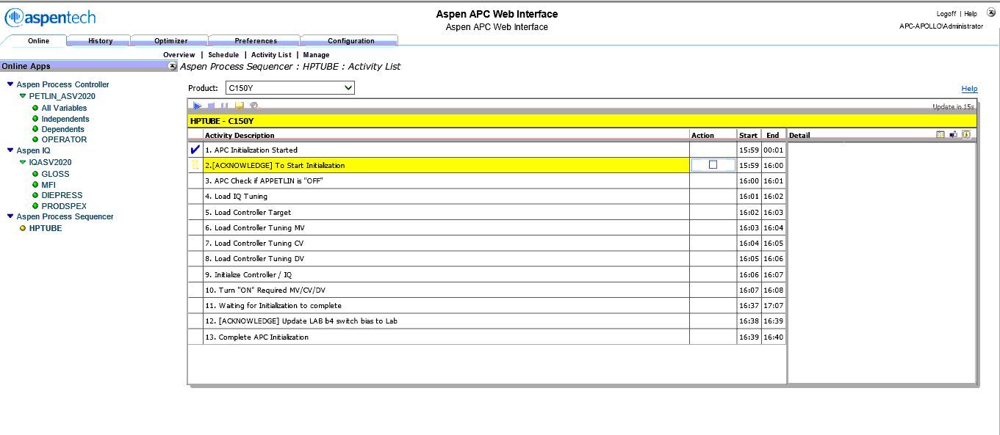 aspentech
Aspen APC Web Interface
Aspen APC Web Interface
Logoff | Help
APC-APOLLO\Administrator
Online History Optimizer Preferences Configuration
Overview | Schedule | Activity List | Manage
Online Apps
Aspen Process Sequencer : HPTUBE : Activity List
Aspen Process Controller
PETLIN_ASV2020
All Variables
Independents
Dependents
OPERATOR
Aspen IQ
IQASV2020
GLOSS
MFI
DIEPRESS
PRODSPEX
Aspen Process Sequencer
HPTUBE
Product: C150Y
Help
Update in 15s
HPTUBE - C150Y
Activity Description Action Start End Detail
1. APC Initialization Started 15:59 00:01
2.[ACKNOWLEDGE] To Start Initialization 15:59 16:00
3. APC Check if APPETLIN is "OFF" 16:00 16:01
4. Load IQ Tuning 16:01 16:02
5. Load Controller Target 16:02 16:03
6. Load Controller Tuning MV 16:03 16:04
7. Load Controller Tuning CV 16:04 16:05
8. Load Controller Tuning DV 16:05 16:06
9. Initialize Controller / IQ 16:06 16:07
10. Turn "ON" Required MV/CV/DV 16:07 16:08
11. Waiting for Initialization to complete 16:37 17:07
12. [ACKNOWLEDGE] Update LAB b4 switch bias to Lab 16:38 16:39
13. Complete APC Initialization 16:39 16:40